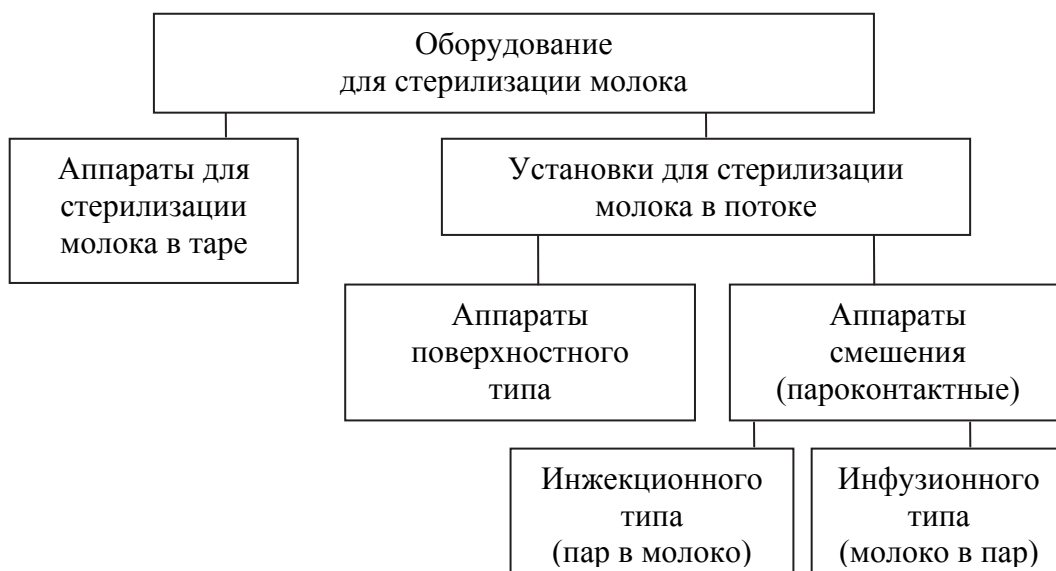 Оборудование
для стерилизации молока
Аппараты для
стерилизации
молока в таре
Установки для стерилизации
молока в потоке
Аппараты
поверхностного
типа
Аппараты
смешения
(пароконтактные)
Инжекционного
типа
(пар в молоко)
Инфузионного
типа
(молоко в пар)